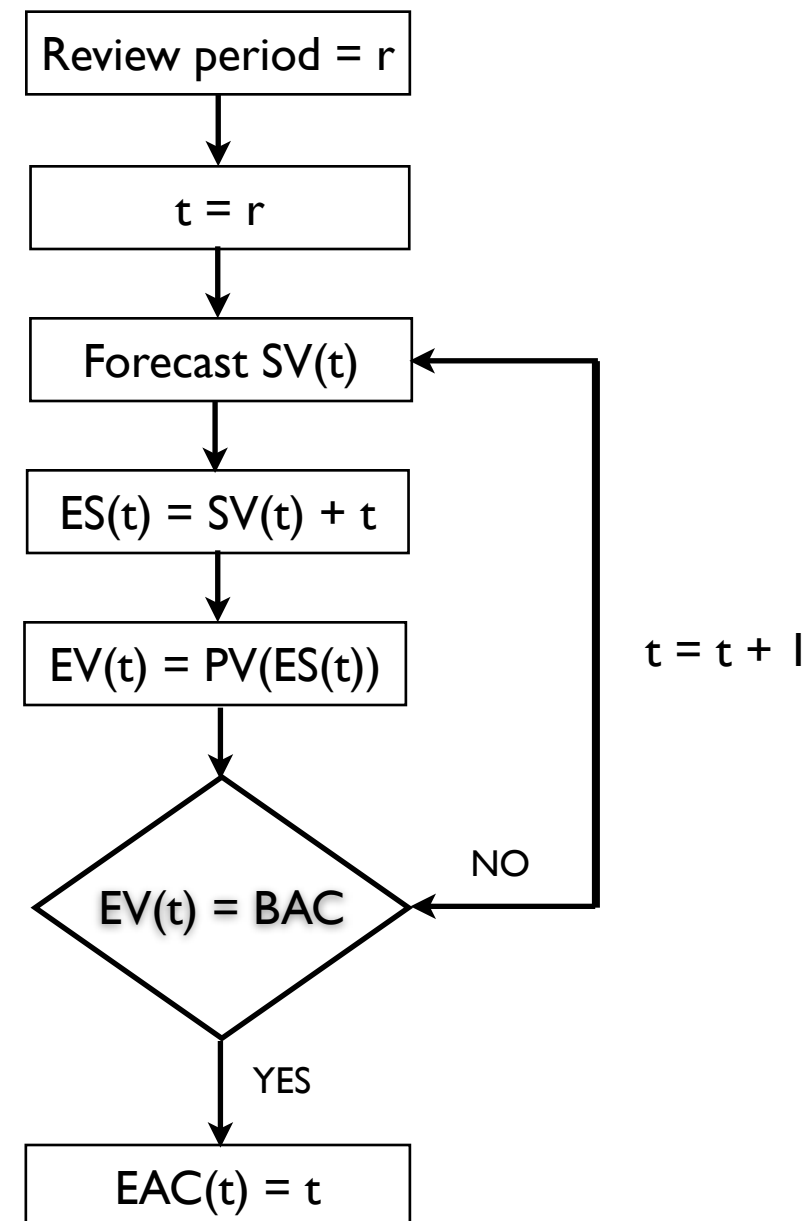 Review period = r
t = r
Forecast SV(t)
ES(t) = SV(t) + t
EV(t) = PV(ES(t))
t = t + 1
EV(t) = BAC
NO
YES
EAC(t) = t